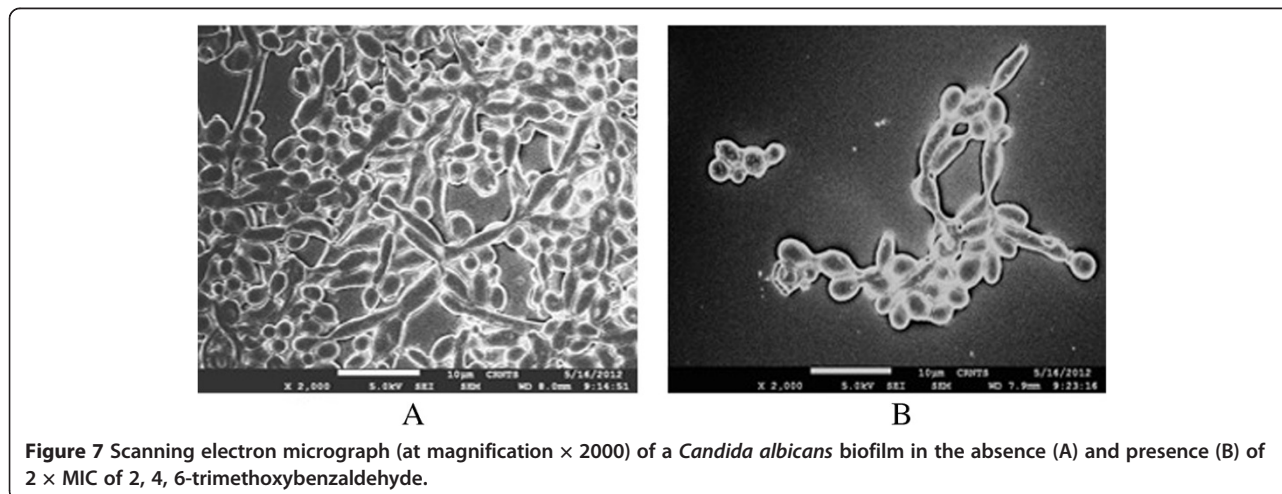 10µm CRNTS 5/16/2012
X 2,000 5.0kV SEI SEM WD 8.0mm 9:14:51
10µm CRNTS 5/16/2012
X 2,000 5.0kV SEI SEM WD 7.9mm 9:23:16
A
B
Figure 7 Scanning electron micrograph (at magnification × 2000) of a Candida albicans biofilm in the absence (A) and presence (B) of
2 × MIC of 2, 4, 6-trimethoxybenzaldehyde.